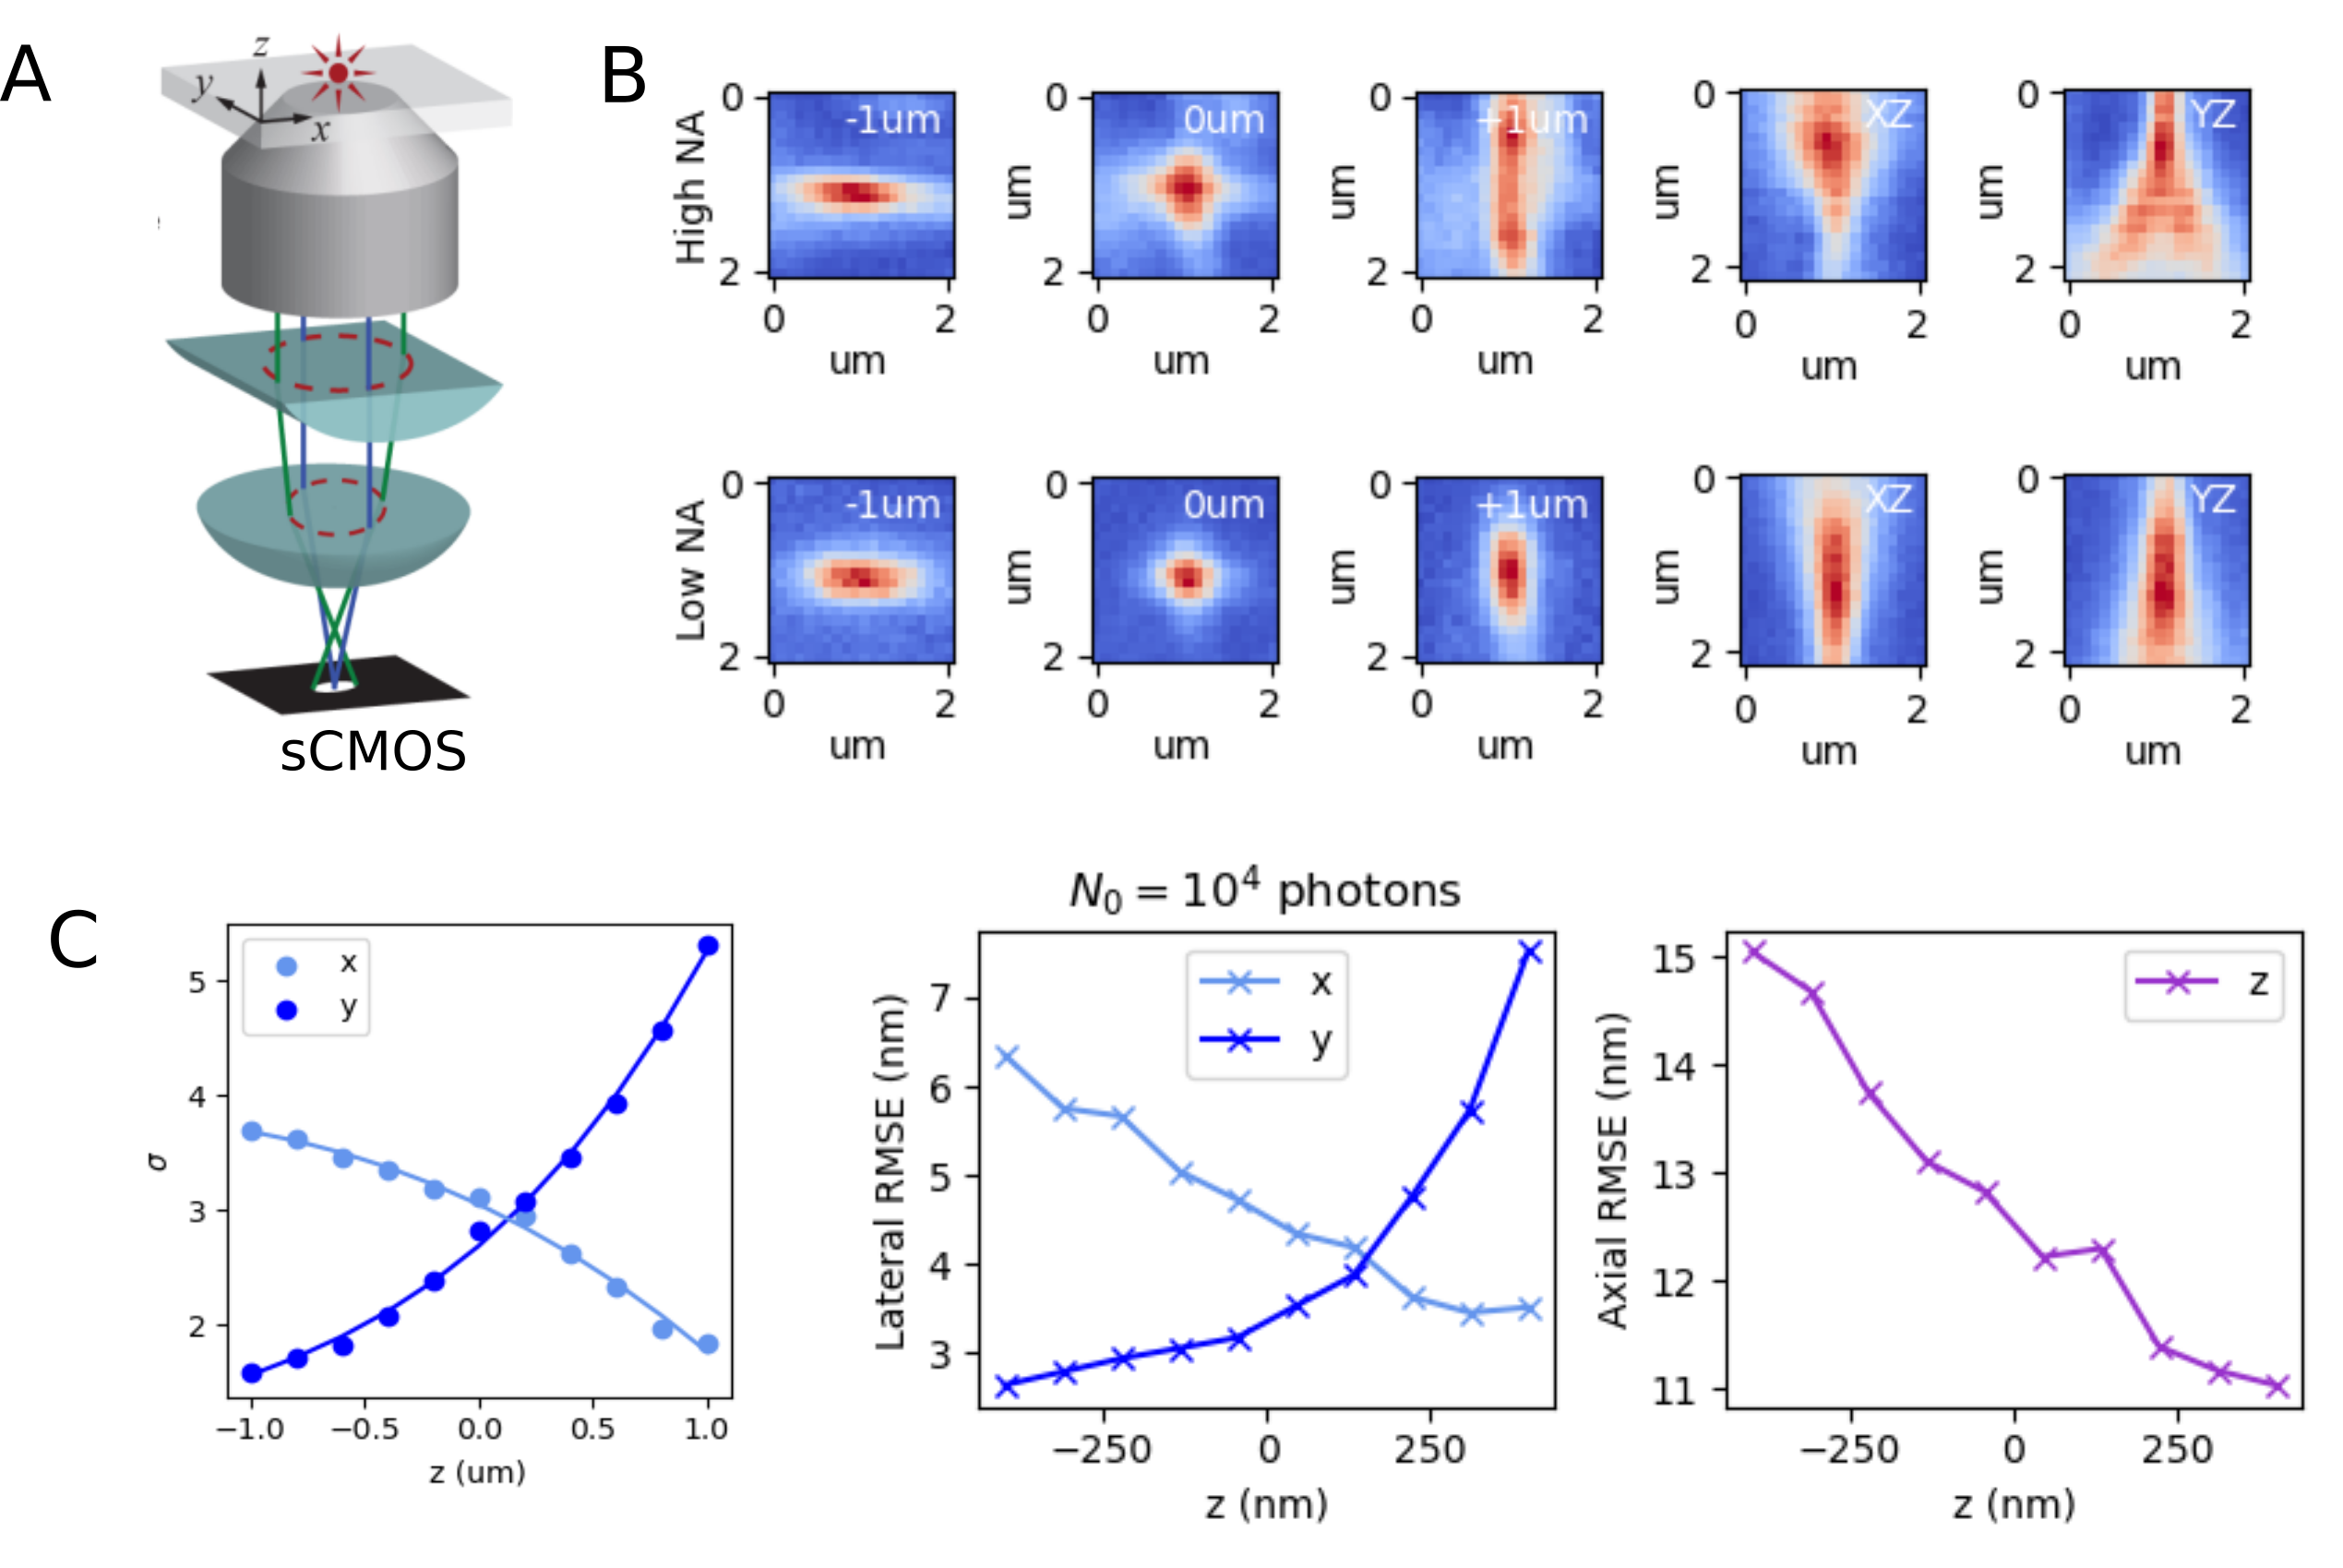 A
z
y
x
sCMOS
B
High NA
0
2
-1um
0
2
um
um
0
2
0um
0
2
um
um
0
2
+1um
0
2
um
um
0
2
XZ
0
2
um
um
0
2
YZ
0
2
um
Low NA
0
2
-1um
0
2
um
um
0
2
0um
0
2
um
um
0
2
+1um
0
2
um
um
0
2
XZ
0
2
um
um
0
2
YZ
0
2
um
C
x
y
σ
5
4
3
2
−1.0 −0.5 0.0 0.5 1.0
z (um)
N₀ = 10⁴ photons
x
y
Lateral RMSE (nm)
7
6
5
4
3
−250 0 250
z (nm)
z
Axial RMSE (nm)
15
14
13
12
11
−250 0 250
z (nm)